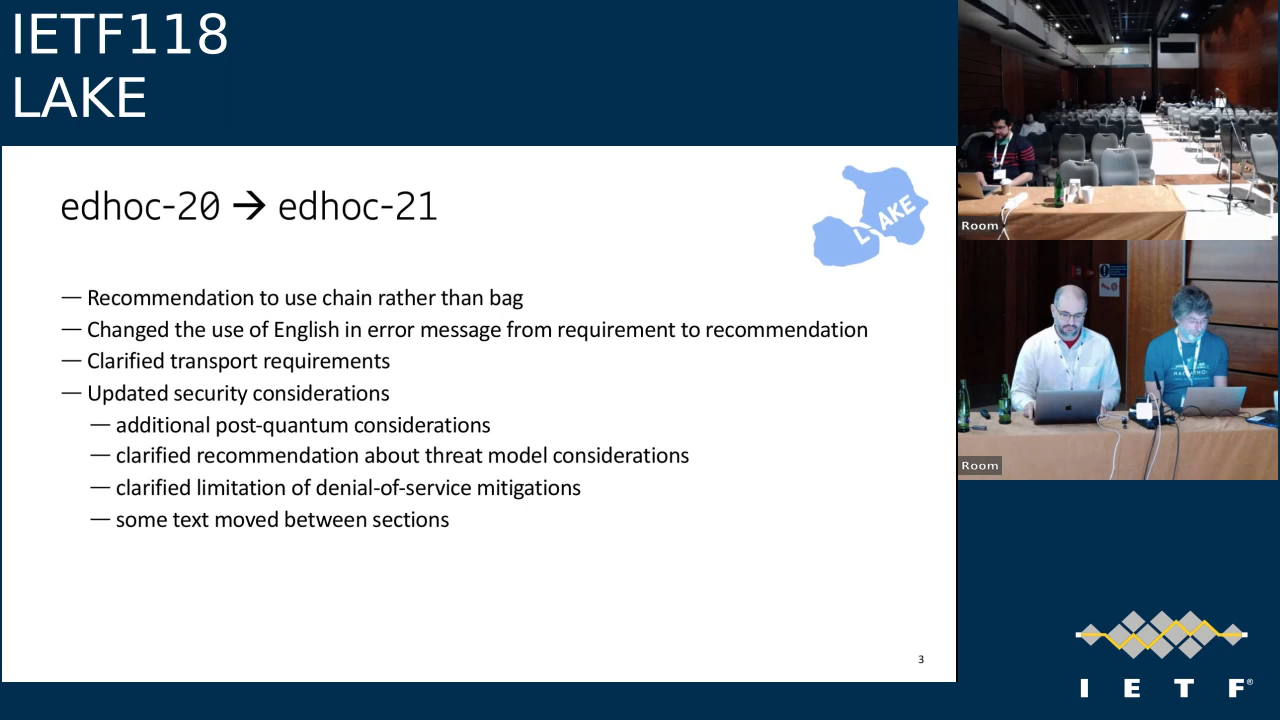 IETF118
LAKE
edhoc-20 → edhoc-21
LAKE
— Recommendation to use chain rather than bag
— Changed the use of English in error message from requirement to recommendation
— Clarified transport requirements
— Updated security considerations
— additional post-quantum considerations
— clarified recommendation about threat model considerations
— clarified limitation of denial-of-service mitigations
— some text moved between sections
3
Room
Room
I E T F®